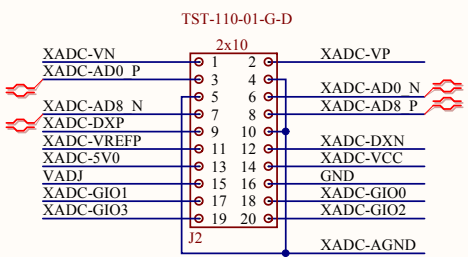 TST-110-01-G-D
2x10
XADC-VN 1 2 XADC-VP
XADC-AD0_P 3 4
5 6 XADC-AD0_N
XADC-AD8_N 7 8 XADC-AD8_P
XADC-DXP 9 10
XADC-VREFP 11 12 XADC-DXN
XADC-5V0 13 14 XADC-VCC
VADJ 15 16 GND
XADC-GIO1 17 18 XADC-GIO0
XADC-GIO3 19 20 XADC-GIO2
J2
XADC-AGND